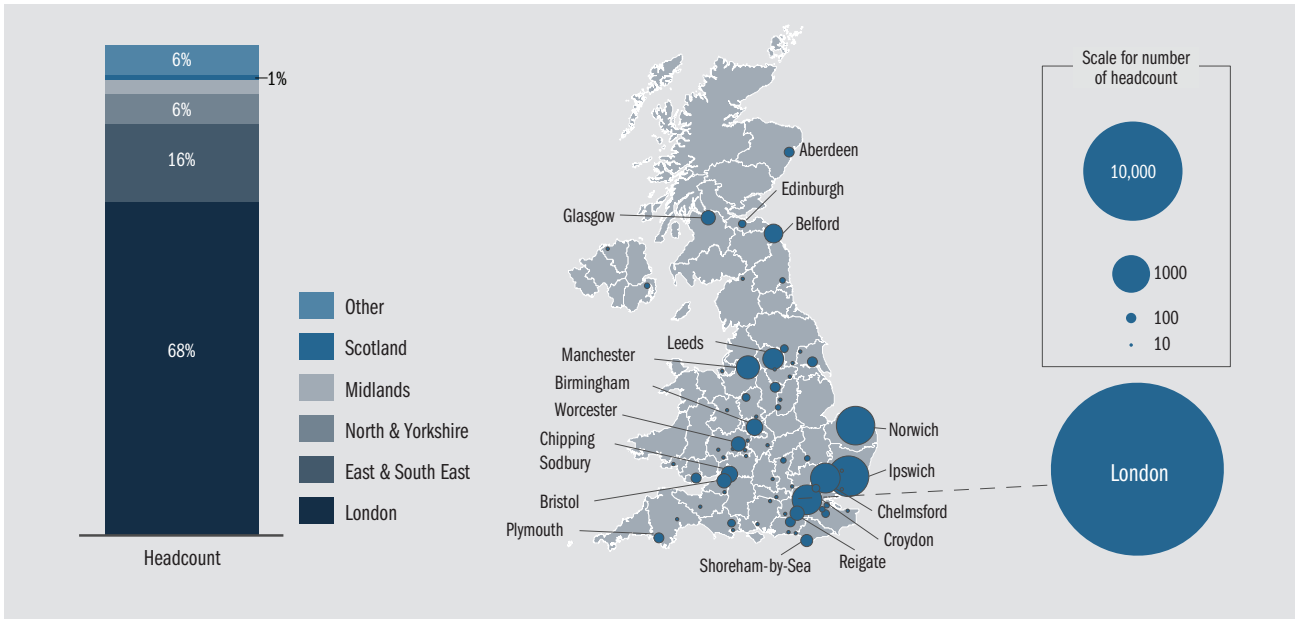 6%
1%
6%
16%
68%
Headcount
Other
Scotland
Midlands
North & Yorkshire
East & South East
London
Aberdeen
Edinburgh
Glasgow
Belford
Leeds
Manchester
Birmingham
Worcester
Chipping
Sodbury
Bristol
Plymouth
Norwich
Ipswich
Chelmsford
Croydon
Reigate
Shoreham-by-Sea
Scale for number
of headcount
10,000
1000
100
10
London